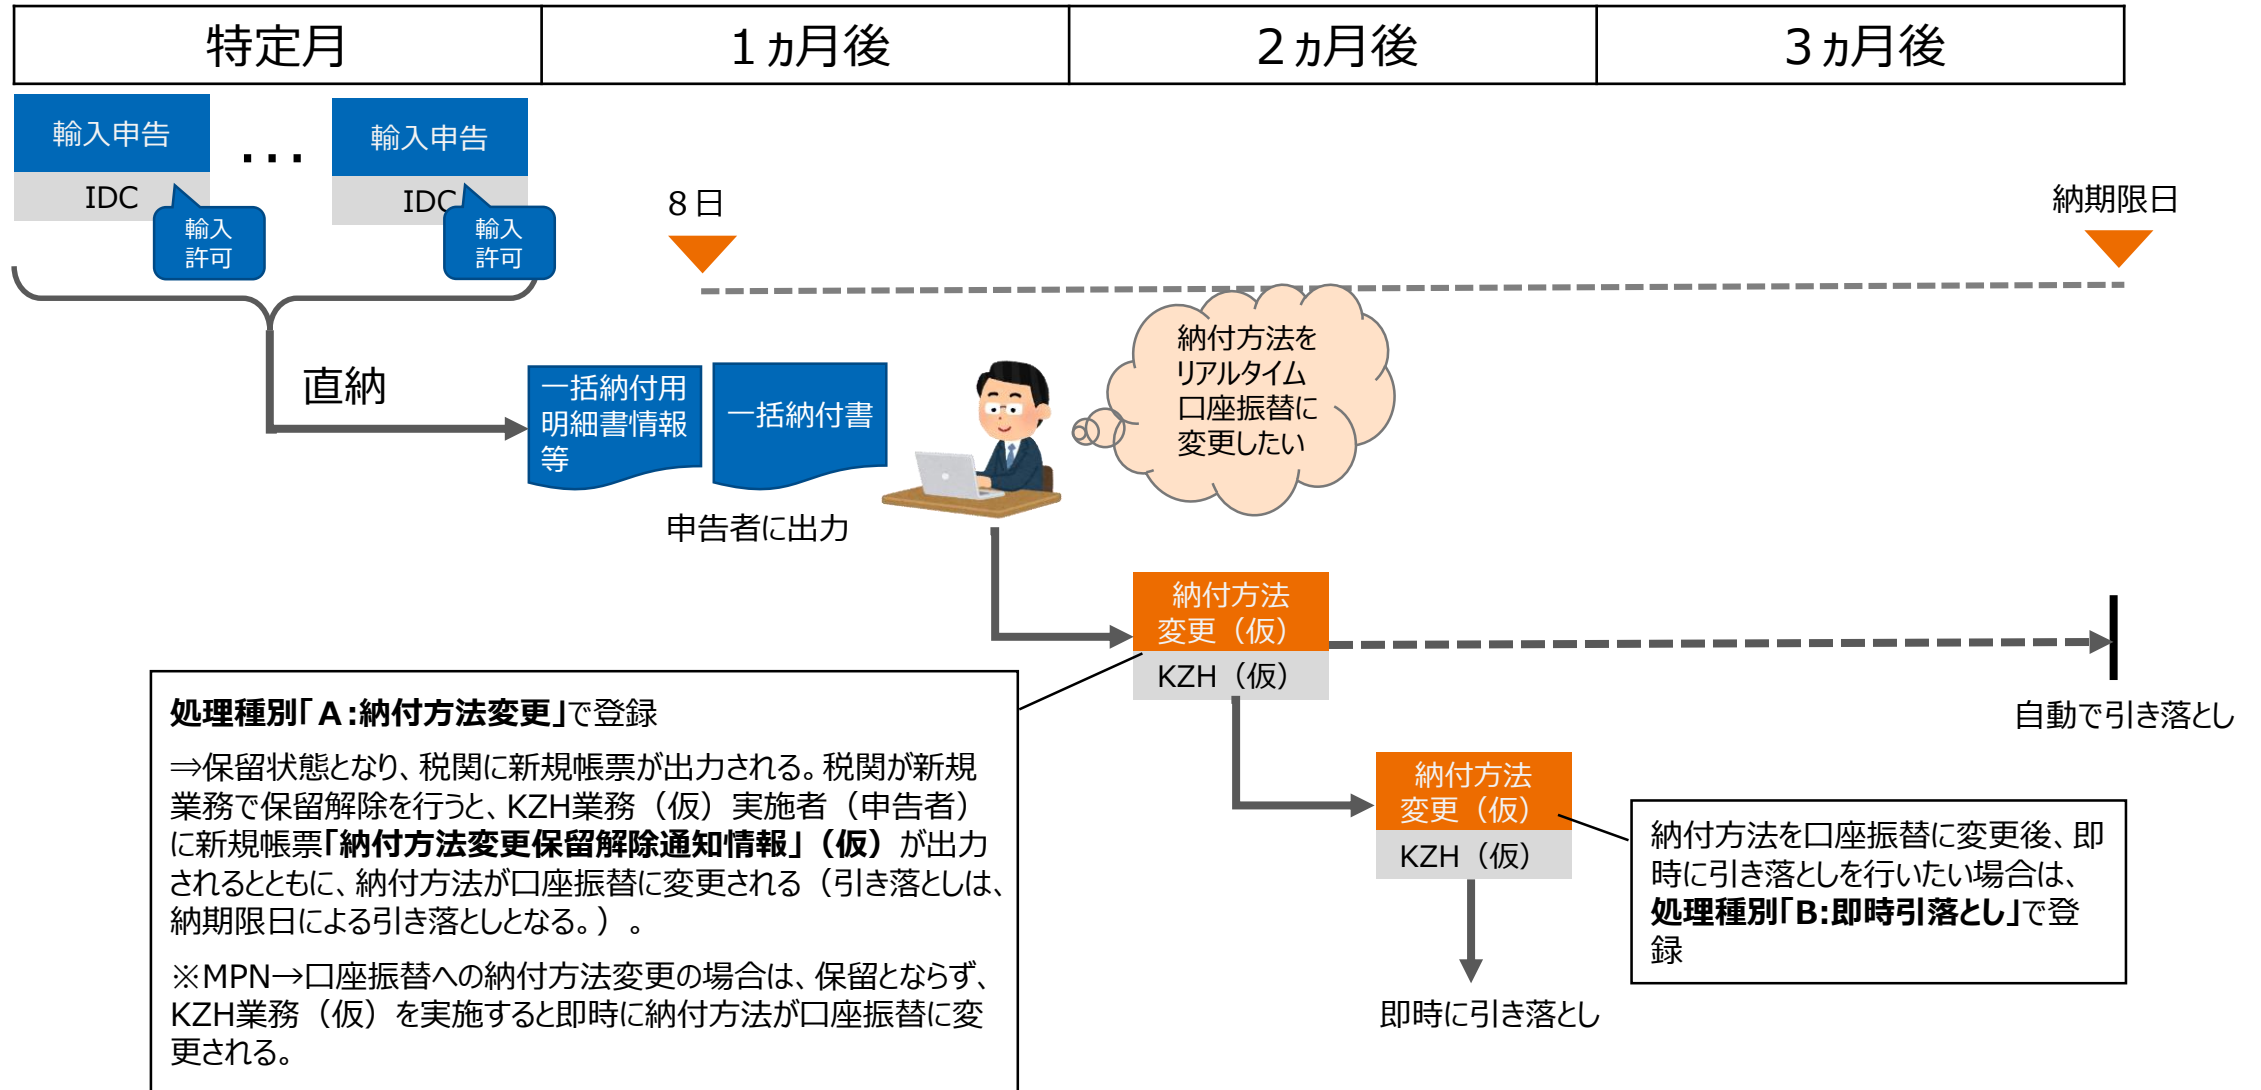 特定月
１ヵ月後
２ヵ月後
３ヵ月後
輸入申告
IDC
輸入
許可
・・・
輸入申告
IDC
輸入
許可
８日
納期限日
直納
一括納付用
明細書情報
等
一括納付書
申告者に出力
納付方法を
リアルタイム
口座振替に
変更したい
納付方法
変更（仮）
KZH（仮）
自動で引き落とし
処理種別「A:納付方法変更」で登録
⇒保留状態となり、税関に新規帳票が出力される。税関が新規
業務で保留解除を行うと、KZH業務（仮）実施者（申告者）
に新規帳票「納付方法変更保留解除通知情報」（仮）が出力
されるとともに、納付方法が口座振替に変更される（引き落としは、
納期限日による引き落としとなる。）。
※MPN→口座振替への納付方法変更の場合は、保留とならず、
KZH業務（仮）を実施すると即時に納付方法が口座振替に変
更される。
納付方法
変更（仮）
KZH（仮）
即時に引き落とし
納付方法を口座振替に変更後、即
時に引き落としを行いたい場合は、
処理種別「B:即時引落とし」で登
録